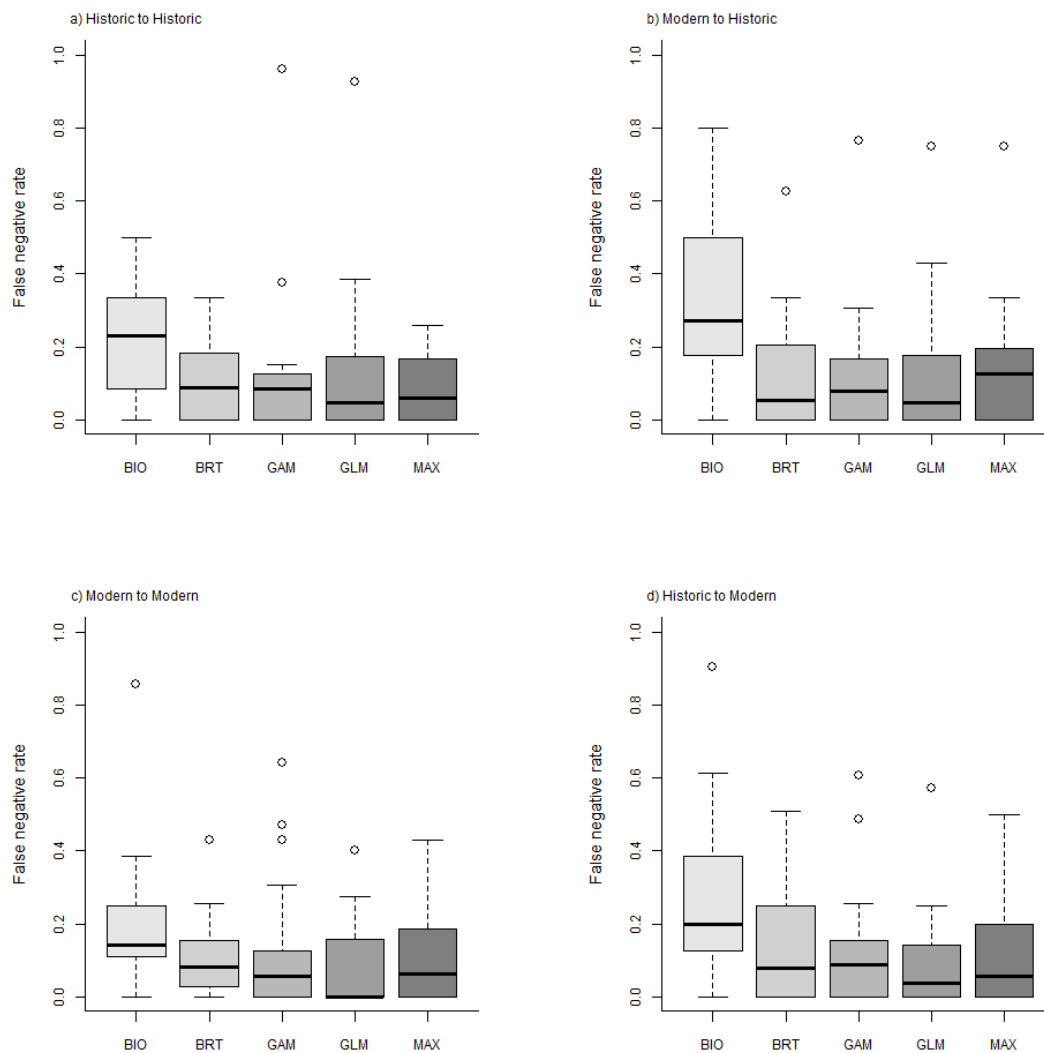 a) Historic to Historic
False negative rate
1.0
0.8
0.6
0.4
0.2
0.0
BIO BRT GAM GLM MAX
b) Modern to Historic
False negative rate
1.0
0.8
0.6
0.4
0.2
0.0
BIO BRT GAM GLM MAX
c) Modern to Modern
False negative rate
1.0
0.8
0.6
0.4
0.2
0.0
BIO BRT GAM GLM MAX
d) Historic to Modern
False negative rate
1.0
0.8
0.6
0.4
0.2
0.0
BIO BRT GAM GLM MAX